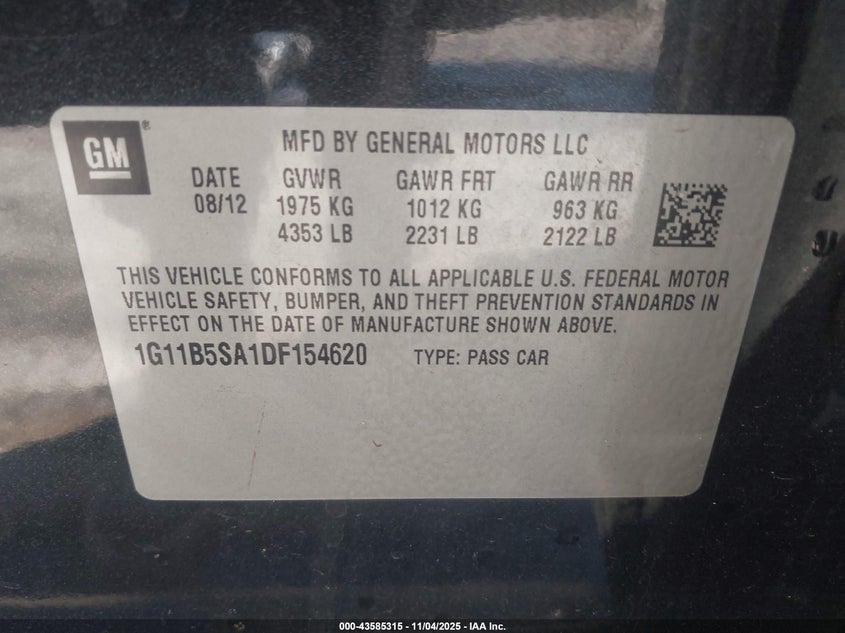 GM®
MFD BY GENERAL MOTORS LLC
DATE GVWR GAWR FRT GAWR RR
08/12 1975 KG 1012 KG 963 KG
4353 LB 2231 LB 2122 LB
THIS VEHICLE CONFORMS TO ALL APPLICABLE U.S. FEDERAL MOTOR
VEHICLE SAFETY, BUMPER, AND THEFT PREVENTION STANDARDS IN
EFFECT ON THE DATE OF MANUFACTURE SHOWN ABOVE.
1G11B5SA1DF154620 TYPE: PASS CAR
000-43585315 - 11/04/2025 - IAA Inc.